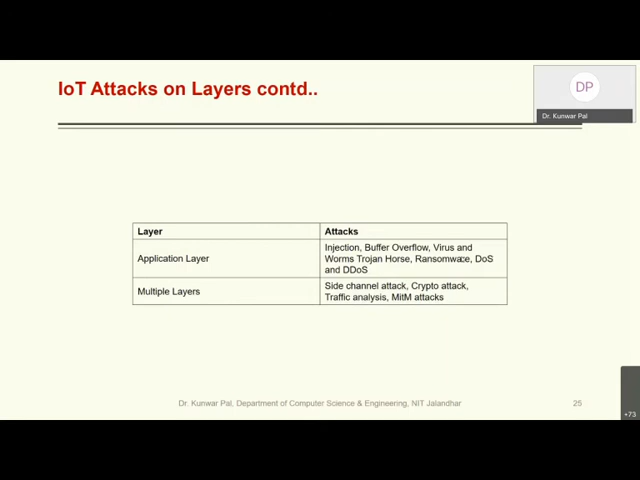 IoT Attacks on Layers contd..
DP
Dr. Kunwar Pal
Layer Attacks
Application Layer
Injection, Buffer Overflow, Virus and
Worms Trojan Horse, Ransomware, DoS
and DDoS
Multiple Layers
Side channel attack, Crypto attack,
Traffic analysis, MitM attacks
Dr. Kunwar Pal, Department of Computer Science & Engineering, NIT Jalandhar 25
+73